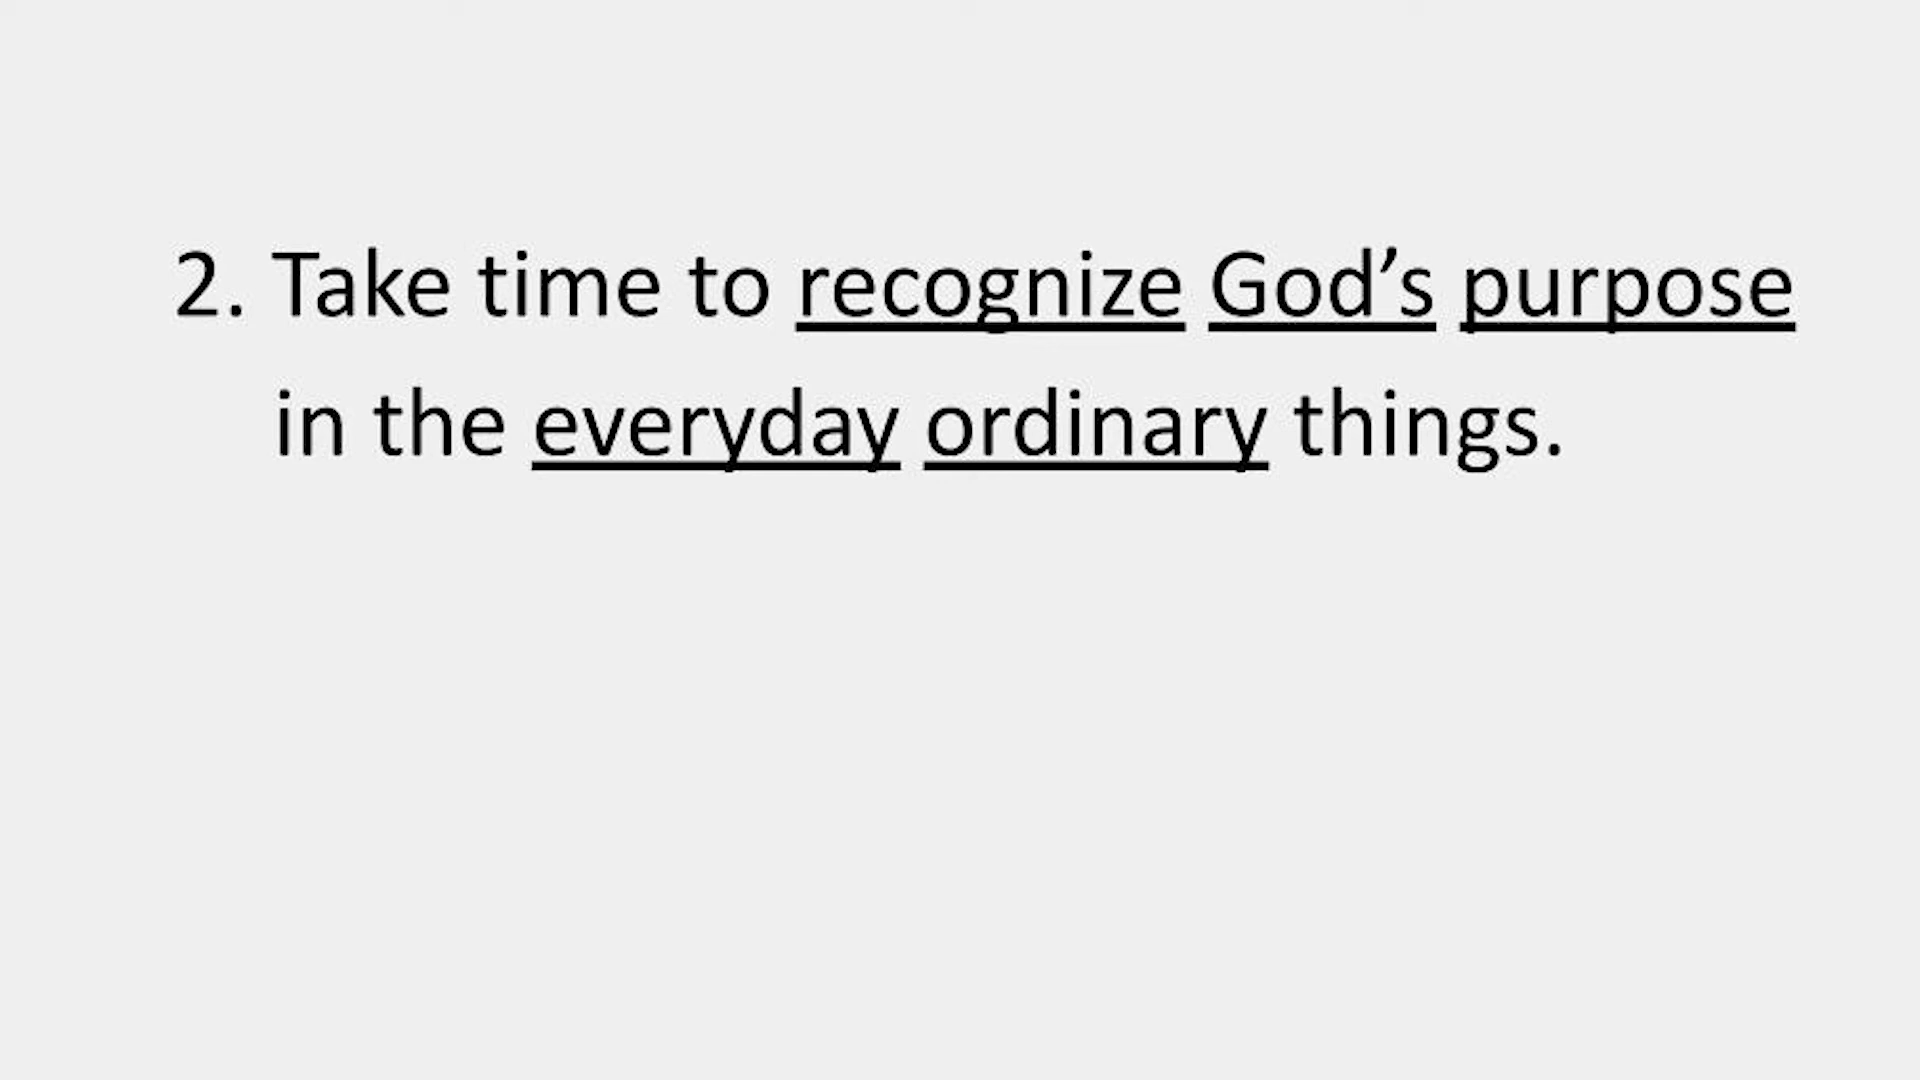 2. Take time to recognize God’s purpose
in the everyday ordinary things.